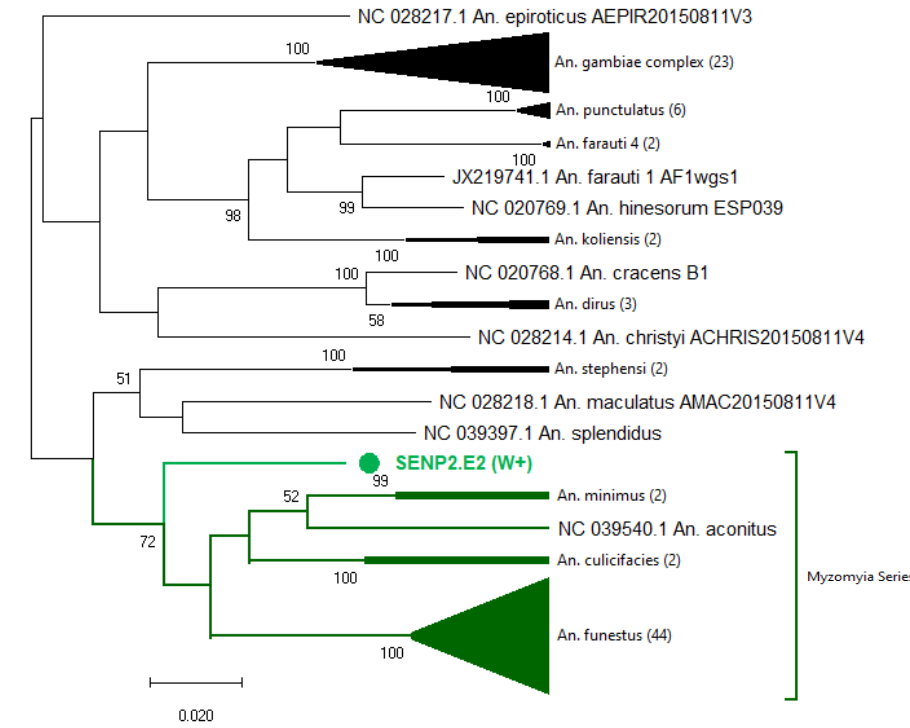 NC 028217.1 An. epiroticus AEPIR20150811V3
100
An. gambiae complex (23)
100
An. punctulatus (6)
An. farauti 4 (2)
100
JX219741.1 An. farauti 1 AF1wgs1
99
NC 020769.1 An. hinesorum ESP039
98
An. koliensis (2)
100
NC 020768.1 An. cracens B1
100
An. dirus (3)
58
NC 028214.1 An. christyi ACHRIS20150811V4
100
An. stephensi (2)
51
NC 028218.1 An. maculatus AMAC20150811V4
NC 039397.1 An. splendidus
SENP2.E2 (W+)
99
An. minimus (2)
52
NC 039540.1 An. aconitus
72
An. culicifacies (2)
100
Myzomyia Series
An. funestus (44)
100
0.020